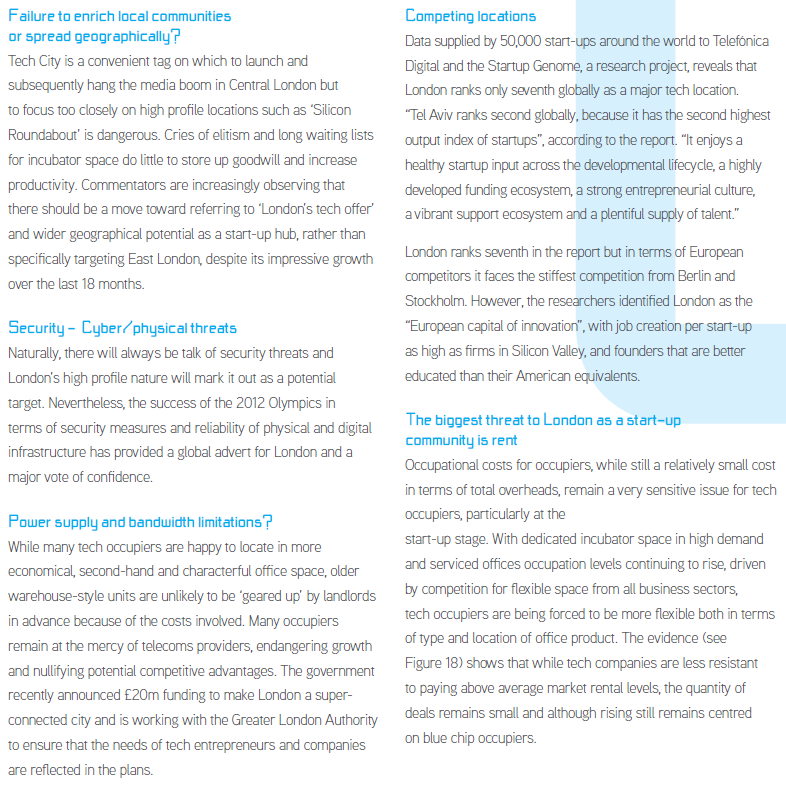 Failure to enrich local communities
or spread geographically?
Tech City is a convenient tag on which to launch and
subsequently hang the media boom in Central London but
to focus too closely on high profile locations such as 'Silicon
Roundabout' is dangerous. Cries of elitism and long waiting lists
for incubator space do little to store up goodwill and increase
productivity. Commentators are increasingly observing that
there should be a move toward referring to 'London's tech offer'
and wider geographical potential as a start-up hub, rather than
specifically targeting East London, despite its impressive growth
over the last 18 months.
Security - Cyber/physical threats
Naturally, there will always be talk of security threats and
London's high profile nature will mark it out as a potential
target. Nevertheless, the success of the 2012 Olympics in
terms of security measures and reliability of physical and digital
infrastructure has provided a global advert for London and a
major vote of confidence.
Power supply and bandwidth limitations?
While many tech occupiers are happy to locate in more
economical, second-hand and characterful office space, older
warehouse-style units are unlikely to be 'geared up' by landlords
in advance because of the costs involved. Many occupiers
remain at the mercy of telecoms providers, endangering growth
and nullifying potential competitive advantages. The government
recently announced £20m funding to make London a super-
connected city and is working with the Greater London Authority
to ensure that the needs of tech entrepreneurs and companies
are reflected in the plans.
Competing locations
Data supplied by 50,000 start-ups around the world to Telefónica
Digital and the Startup Genome, a research project, reveals that
London ranks only seventh globally as a major tech location.
"Tel Aviv ranks second globally, because it has the second highest
output index of startups", according to the report. "It enjoys a
healthy startup input across the developmental lifecycle, a highly
developed funding ecosystem, a strong entrepreneurial culture,
a vibrant support ecosystem and a plentiful supply of talent."
London ranks seventh in the report but in terms of European
competitors it faces the stiffest competition from Berlin and
Stockholm. However, the researchers identified London as the
"European capital of innovation", with job creation per start-up
as high as firms in Silicon Valley, and founders that are better
educated than their American equivalents.
The biggest threat to London as a start-up
community is rent
Occupational costs for occupiers, while still a relatively small cost
in terms of total overheads, remain a very sensitive issue for tech
occupiers, particularly at the
start-up stage. With dedicated incubator space in high demand
and serviced offices occupation levels continuing to rise, driven
by competition for flexible space from all business sectors,
tech occupiers are being forced to be more flexible both in terms
of type and location of office product. The evidence (see
Figure 18) shows that while tech companies are less resistant
to paying above average market rental levels, the quantity of
deals remains small and although rising still remains centred
on blue chip occupiers.